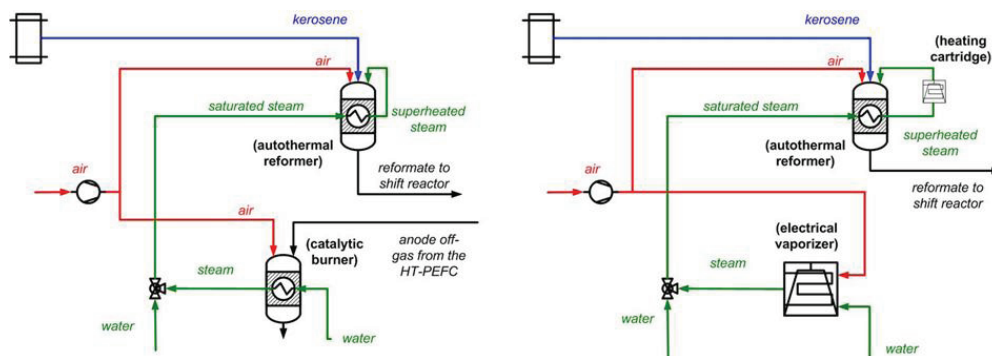 kerosene
air
saturated steam
superheated
steam
(autothermal
reformer)
reformate to
shift reactor
air
air
(catalytic
burner)
anode off-
gas from the
HT-PEFC
steam
water
water
kerosene
(heating
cartridge)
air
saturated steam
superheated
steam
(autothermal
reformer)
reformate to
shift reactor
air
(electrical
vaporizer)
steam
water
water